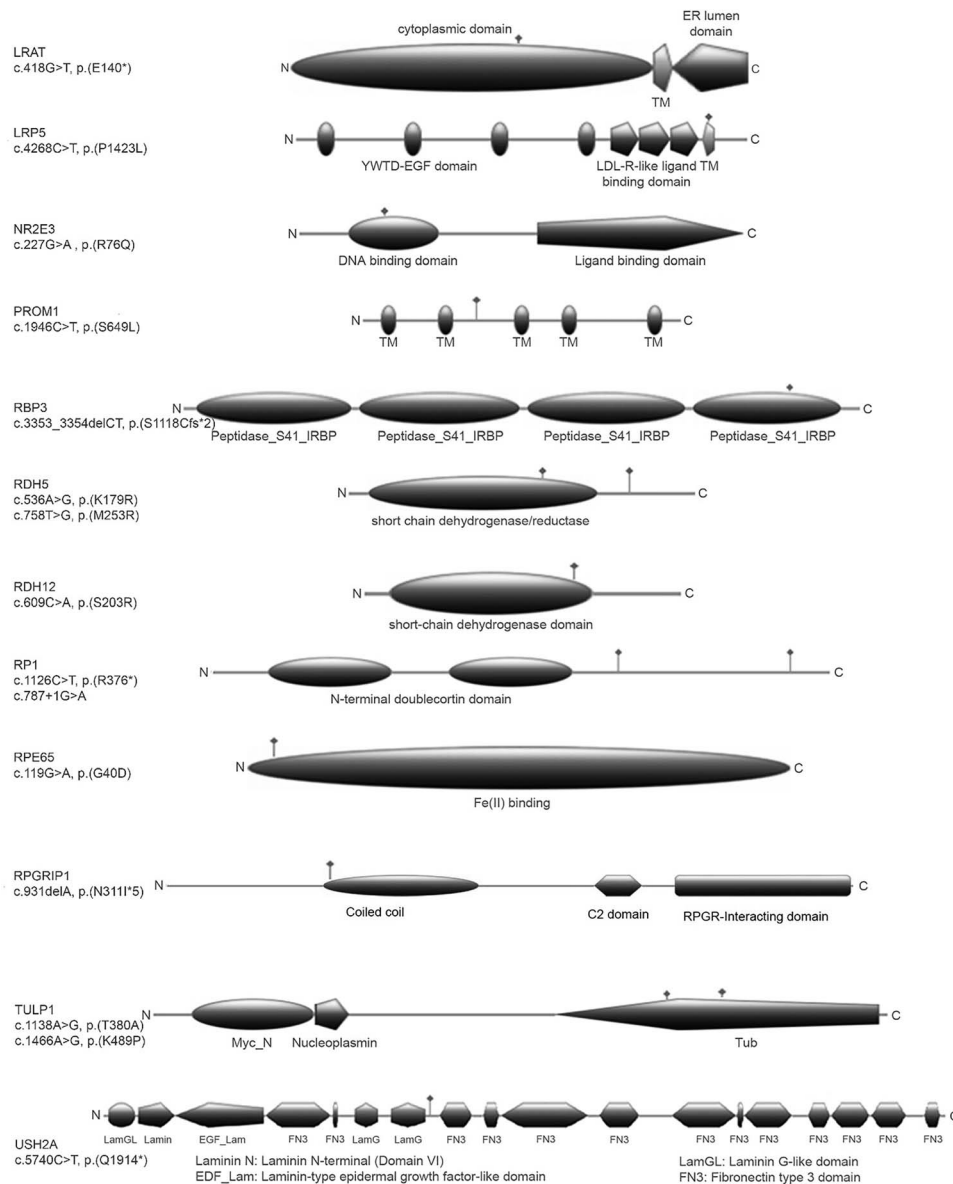 LRAT
c.418G>T, p.(E140*)
cytoplasmic domain
ER lumen
domain
N
C
TM
LRP5
c.4268C>T, p.(P1423L)
N
C
YWTD-EGF domain
LDL-R-like ligand TM
binding domain
NR2E3
c.227G>A , p.(R76Q)
N
C
DNA binding domain
Ligand binding domain
PROM1
c.1946C>T, p.(S649L)
N
C
TM
TM
TM
TM
TM
RBP3
c.3353_3354delCT, p.(S1118Cfs*2)
N
C
Peptidase_S41_IRBP
Peptidase_S41_IRBP
Peptidase_S41_IRBP
Peptidase_S41_IRBP
RDH5
c.536A>G, p.(K179R)
c.758T>G, p.(M253R)
N
C
short chain dehydrogenase/reductase
RDH12
c.609C>A, p.(S203R)
N
C
short-chain dehydrogenase domain
RP1
c.1126C>T, p.(R376*)
c.787+1G>A
N
C
N-terminal doublecortin domain
RPE65
c.119G>A, p.(G40D)
N
C
Fe(II) binding
RPGRIP1
c.931delA, p.(N311I*5)
N
C
Coiled coil
C2 domain
RPGR-Interacting domain
TULP1
c.1138A>G, p.(T380A)
c.1466A>G, p.(K489P)
N
C
Myc_N
Nucleoplasmin
Tub
USH2A
c.5740C>T, p.(Q1914*)
N
C
LamGL
Lamin
EGF_Lam
FN3
FN3
LamG
LamG
FN3
FN3
FN3
FN3
FN3
FN3
FN3
FN3
FN3
FN3
FN3
Laminin N: Laminin N-terminal (Domain VI)
EDF_Lam: Laminin-type epidermal growth factor-like domain
LamGL: Laminin G-like domain
FN3: Fibronectin type 3 domain